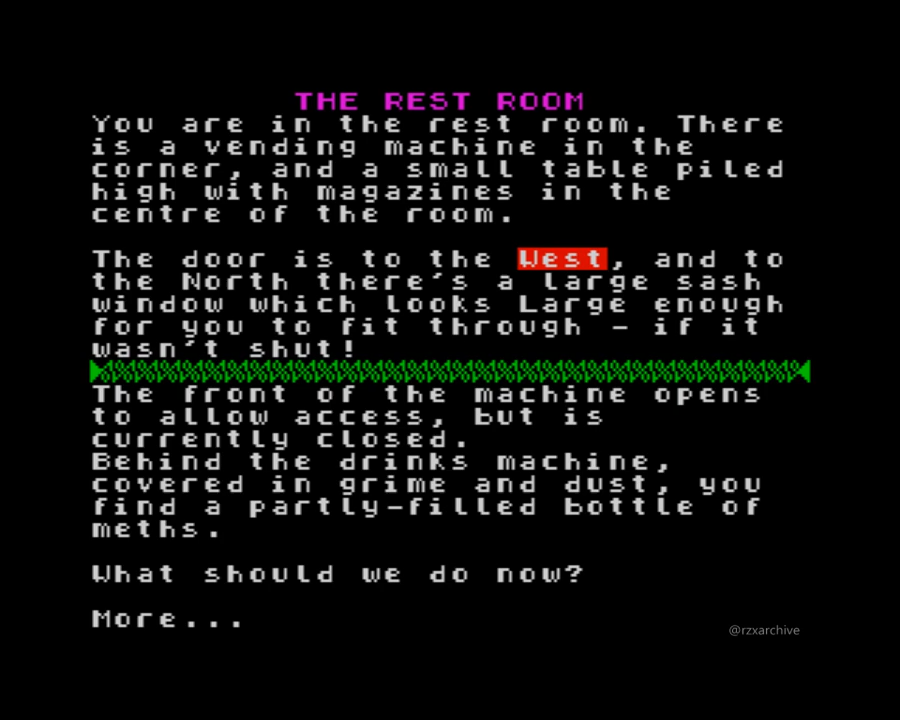 THE REST ROOM
You are in the rest room. There
is a vending machine in the
corner, and a small table piled
high with magazines in the
centre of the room.
The door is to the West, and to
the North there's a large sash
window which looks Large enough
for you to fit through - if it
wasn't shut!
The front of the machine opens
to allow access, but is
currently closed.
Behind the drinks machine,
covered in grime and dust, you
find a partly-filled bottle of
meths.
What should we do now?
More...
@rzxarchive